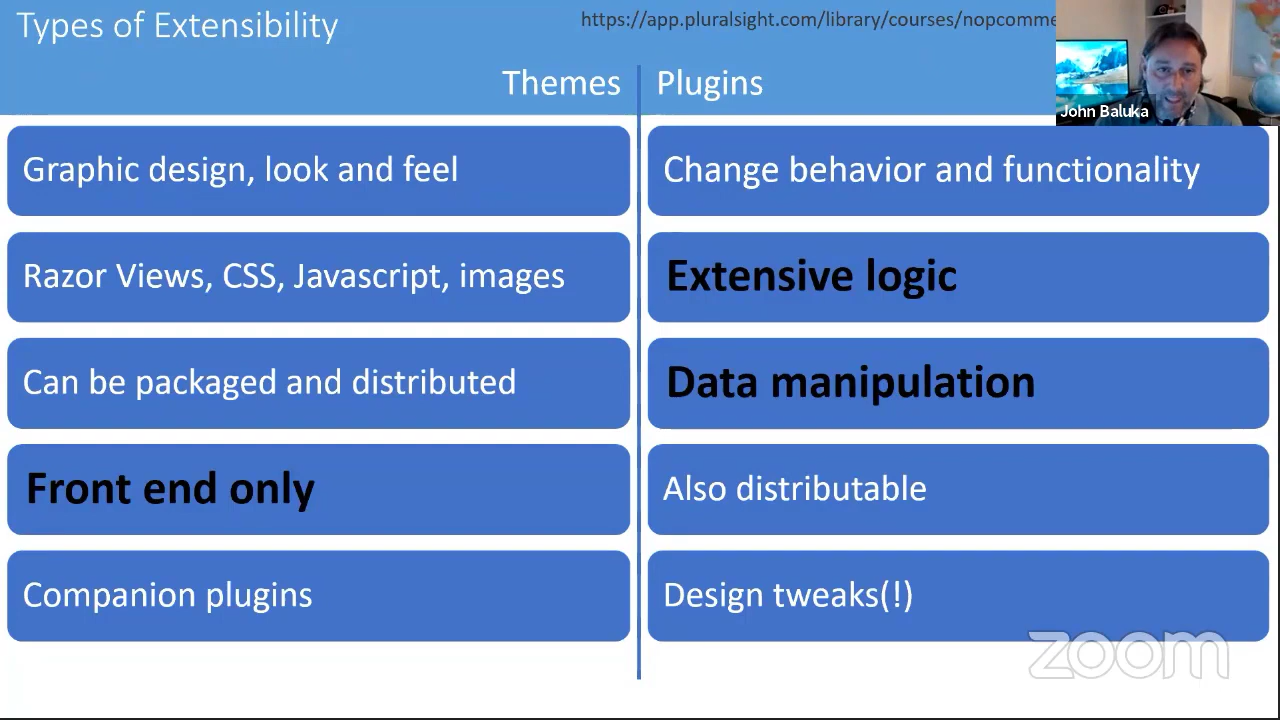 Types of Extensibility
https://app.pluralsight.com/library/courses/nopcomme
Themes
Plugins
John Baluka
Graphic design, look and feel
Change behavior and functionality
Razor Views, CSS, Javascript, images
Extensive logic
Can be packaged and distributed
Data manipulation
Front end only
Also distributable
Companion plugins
Design tweaks(!)
zoom